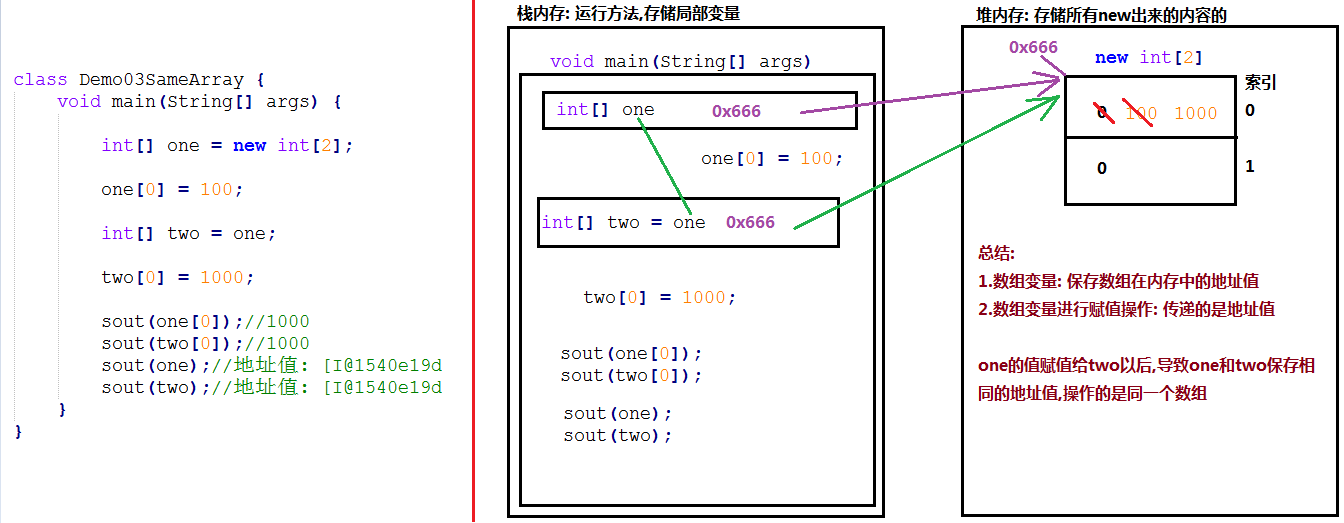 class Demo03SameArray {
void main(String[] args) {
int[] one = new int[2];
one[0] = 100;
int[] two = one;
two[0] = 1000;
sout(one[0]);//1000
sout(two[0]);//1000
sout(one);//地址值: [I@1540e19d
sout(two);//地址值: [I@1540e19d
}
}
栈内存: 运行方法,存储局部变量
void main(String[] args)
int[] one 0x666
one[0] = 100;
int[] two = one 0x666
two[0] = 1000;
sout(one[0]);
sout(two[0]);
sout(one);
sout(two);
堆内存: 存储所有new出来的内容的
0x666
new int[2]
索引
0 100 1000 0
0 1
总结:
1.数组变量: 保存数组在内存中的地址值
2.数组变量进行赋值操作: 传递的是地址值
one的值赋值给two以后,导致one和two保存相
同的地址值,操作的是同一个数组